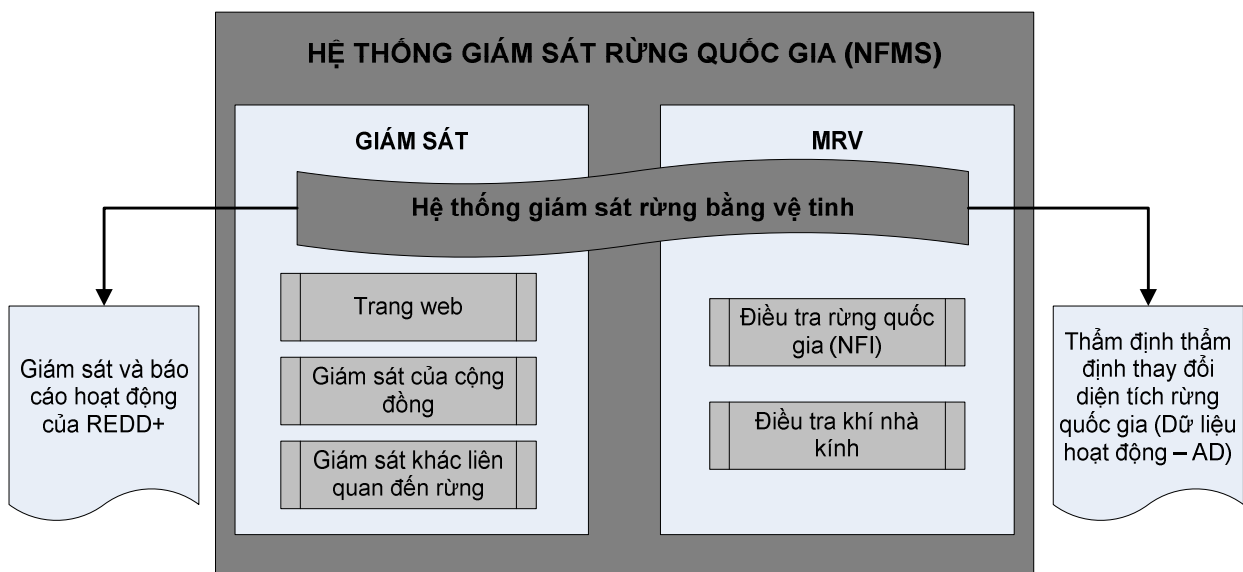 HỆ THỐNG GIÁM SÁT RỪNG QUỐC GIA (NFMS)
GIÁM SÁT
MRV
Hệ thống giám sát rừng bằng vệ tinh
Trang web
Giám sát của cộng
đồng
Giám sát khác liên
quan đến rừng
Điều tra rừng quốc
gia (NFI)
Điều tra khí nhà
kính
Giám sát và báo
cáo hoạt động
của REDD+
Thẩm định thẩm
định thay đổi
diện tích rừng
quốc gia (Dữ liệu
hoạt động – AD)